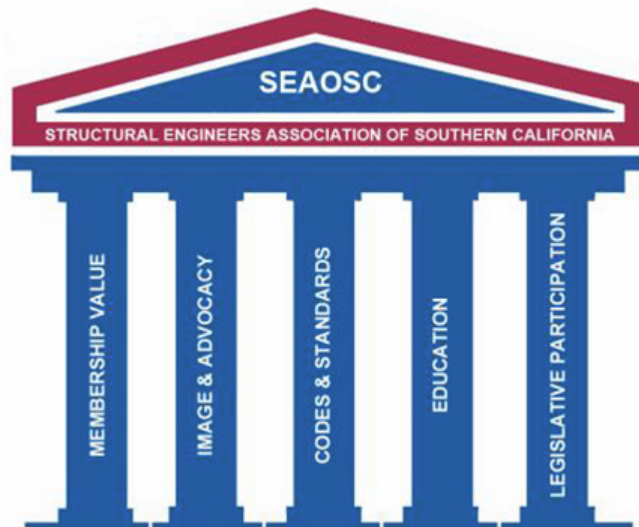 SEAOSC
STRUCTURAL ENGINEERS ASSOCIATION OF SOUTHERN CALIFORNIA
MEMBERSHIP VALUE
IMAGE & ADVOCACY
CODES & STANDARDS
EDUCATION
LEGISLATIVE PARTICIPATION